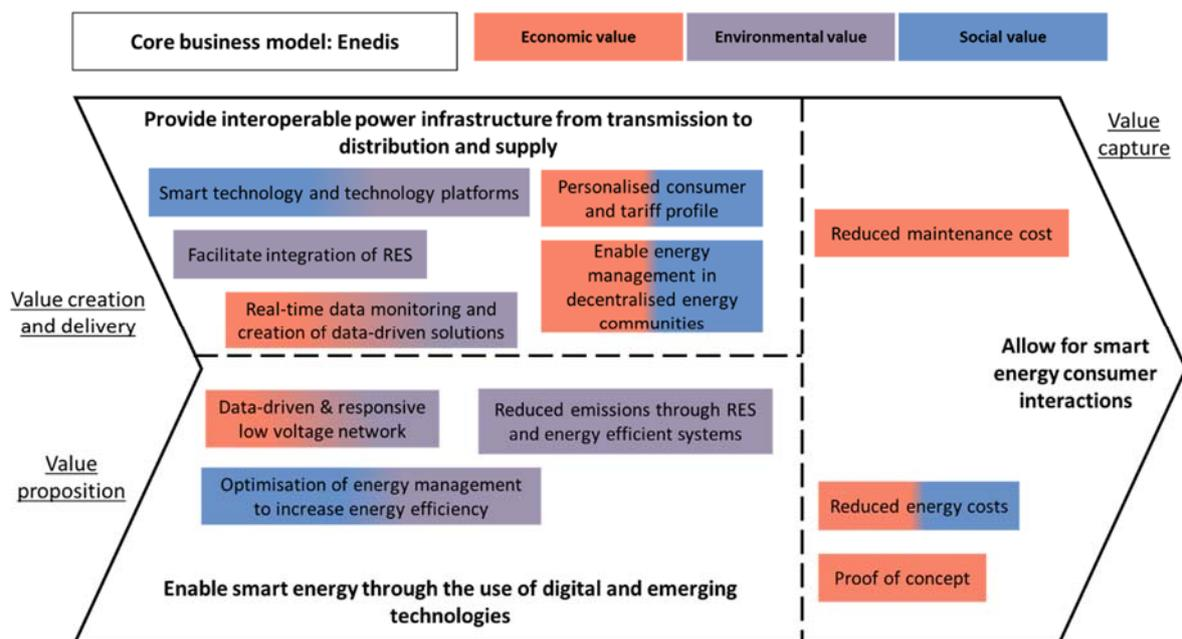 Core business model: Enedis
Economic value
Environmental value
Social value
Provide interoperable power infrastructure from transmission to
distribution and supply
Value
capture
Smart technology and technology platforms
Personalised consumer
and tariff profile
Facilitate integration of RES
Reduced maintenance cost
Enable energy
management in
decentralised energy
communities
Value creation
and delivery
Real-time data monitoring and
creation of data-driven solutions
Allow for smart
energy consumer
interactions
Data-driven & responsive
low voltage network
Reduced emissions through RES
and energy efficient systems
Value
proposition
Optimisation of energy management
to increase energy efficiency
Reduced energy costs
Proof of concept
Enable smart energy through the use of digital and emerging
technologies